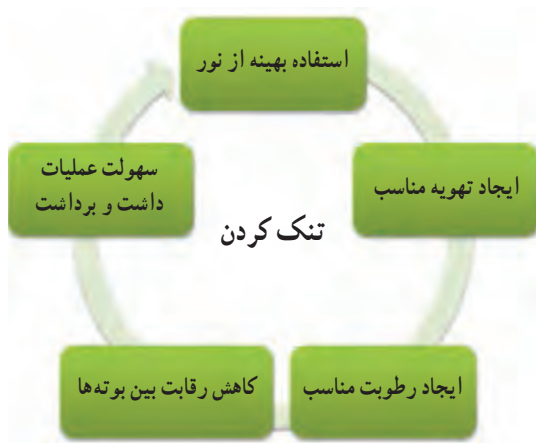 استفاده بهینه از نور
ایجاد تهویه مناسب
ایجاد رطوبت مناسب
کاهش رقابت بین بوته‌ها
سهولت عملیات
داشت و برداشت
تنک کردن